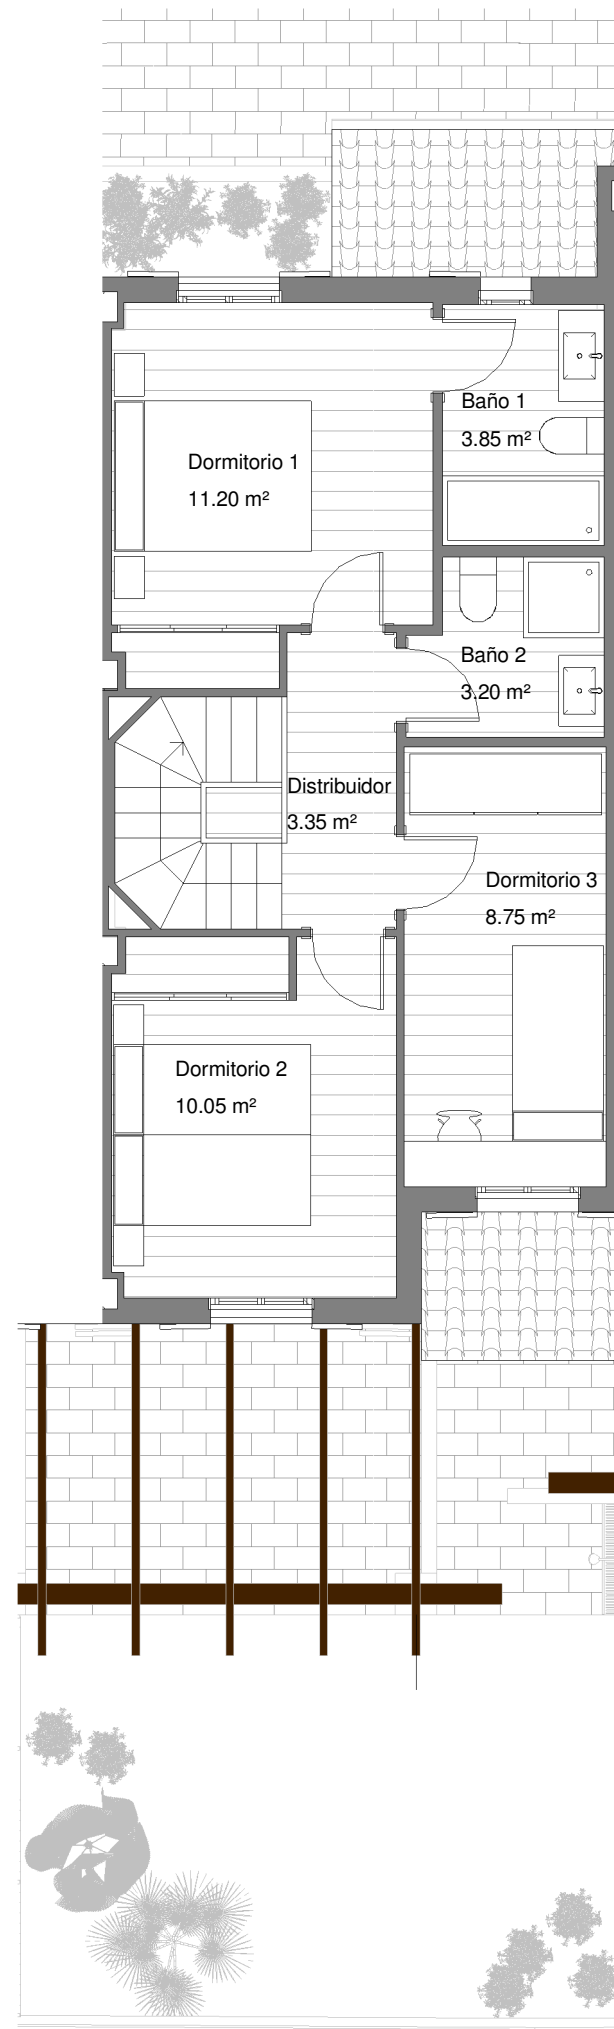 Baño 1
3.85 m²
Dormitorio 1
11.20 m²
Baño 2
3.20 m²
Distribuidor
3.35 m²
Dormitorio 3
8.75 m²
Dormitorio 2
10.05 m²